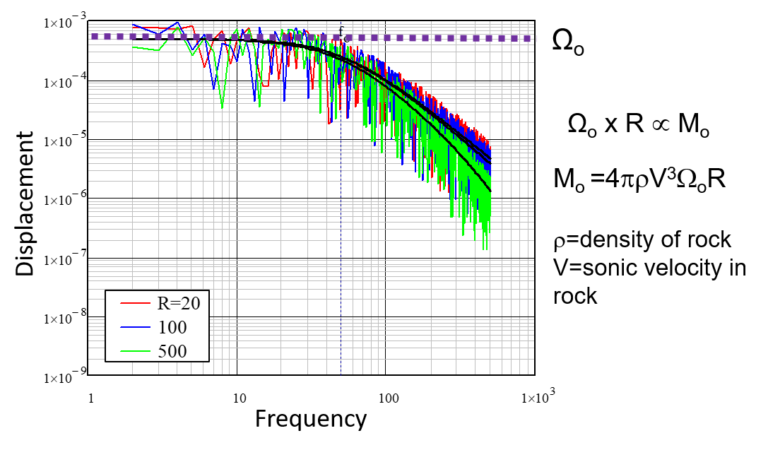 1×10⁻³
1×10⁻⁴
1×10⁻⁵
1×10⁻⁶
1×10⁻⁷
1×10⁻⁸
1×10⁻⁹
Displacement
R=20
100
500
1
10
100
1×10³
Frequency
Ωₒ
Ωₒ x R ∝ Mₒ
Mₒ=4πρV³ΩₒR
ρ=density of rock
V=sonic velocity in
rock